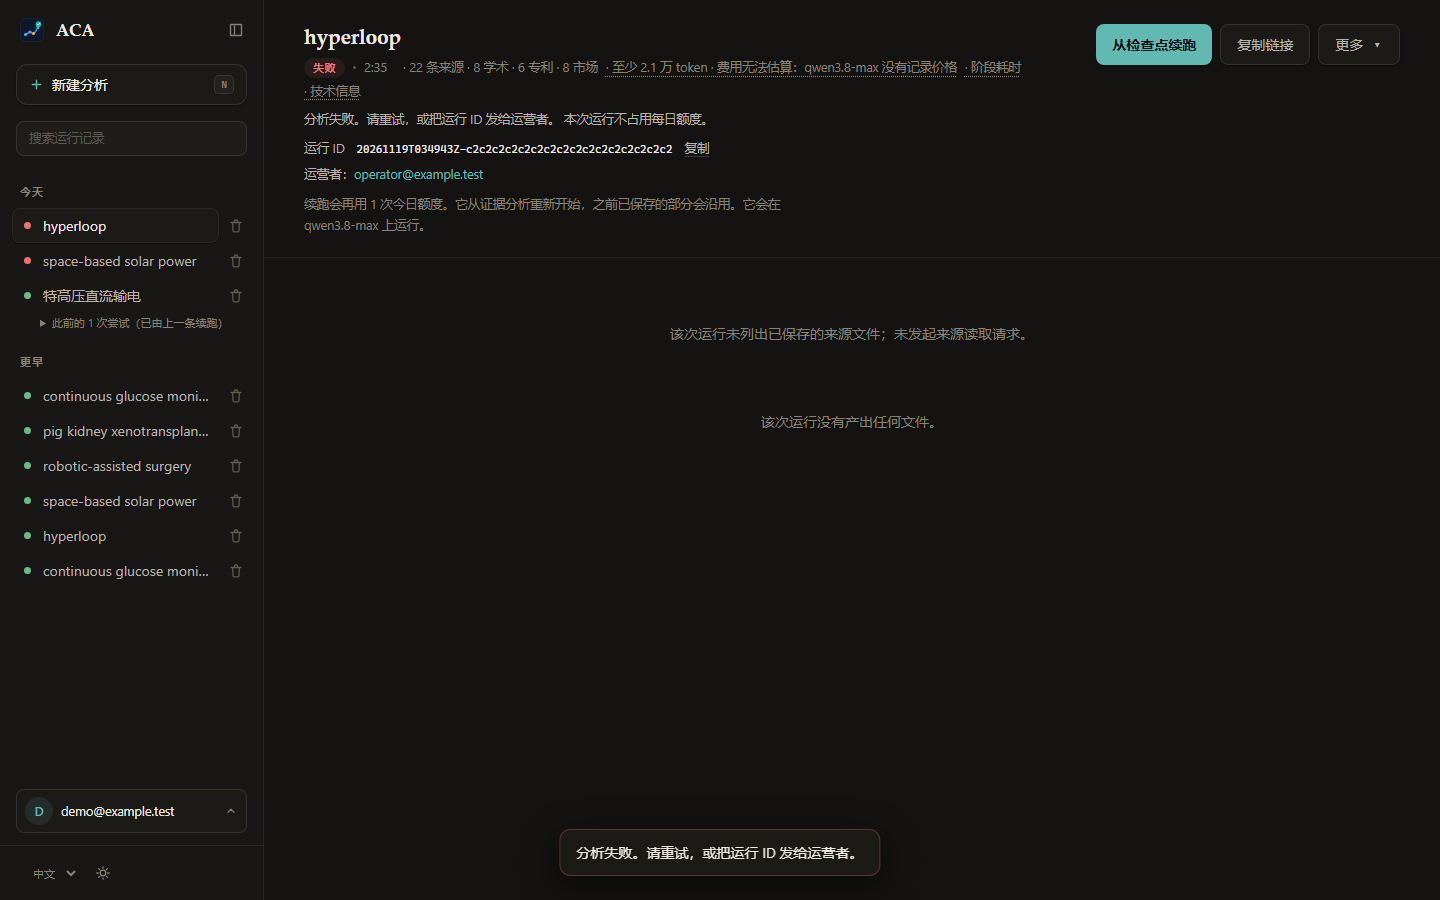 ACA
新建分析 N
搜索运行记录
今天
hyperloop
space-based solar power
特高压直流输电
此前的 1 次尝试（已由上一条续跑）
更早
continuous glucose moni...
pig kidney xenotransplan...
robotic-assisted surgery
space-based solar power
hyperloop
continuous glucose moni...
D demo@example.test
中文
hyperloop
失败 · 2:35 · 22 条来源 · 8 学术 · 6 专利 · 8 市场 · 至少 2.1 万 token · 费用无法估算：qwen3.8-max 没有记录价格 · 阶段耗时
· 技术信息
分析失败。请重试，或把运行 ID 发给运营者。 本次运行不占用每日额度。
运行 ID 20261119T034943Z-c2c2c2c2c2c2c2c2c2c2c2c2c2c2c2c2 复制
运营者：operator@example.test
续跑会再用 1 次今日额度。它从证据分析重新开始，之前已保存的部分会沿用。它会在
qwen3.8-max 上运行。
从检查点续跑
复制链接
更多
该次运行未列出已保存的来源文件；未发起来源读取请求。
该次运行没有产出任何文件。
分析失败。请重试，或把运行 ID 发给运营者。